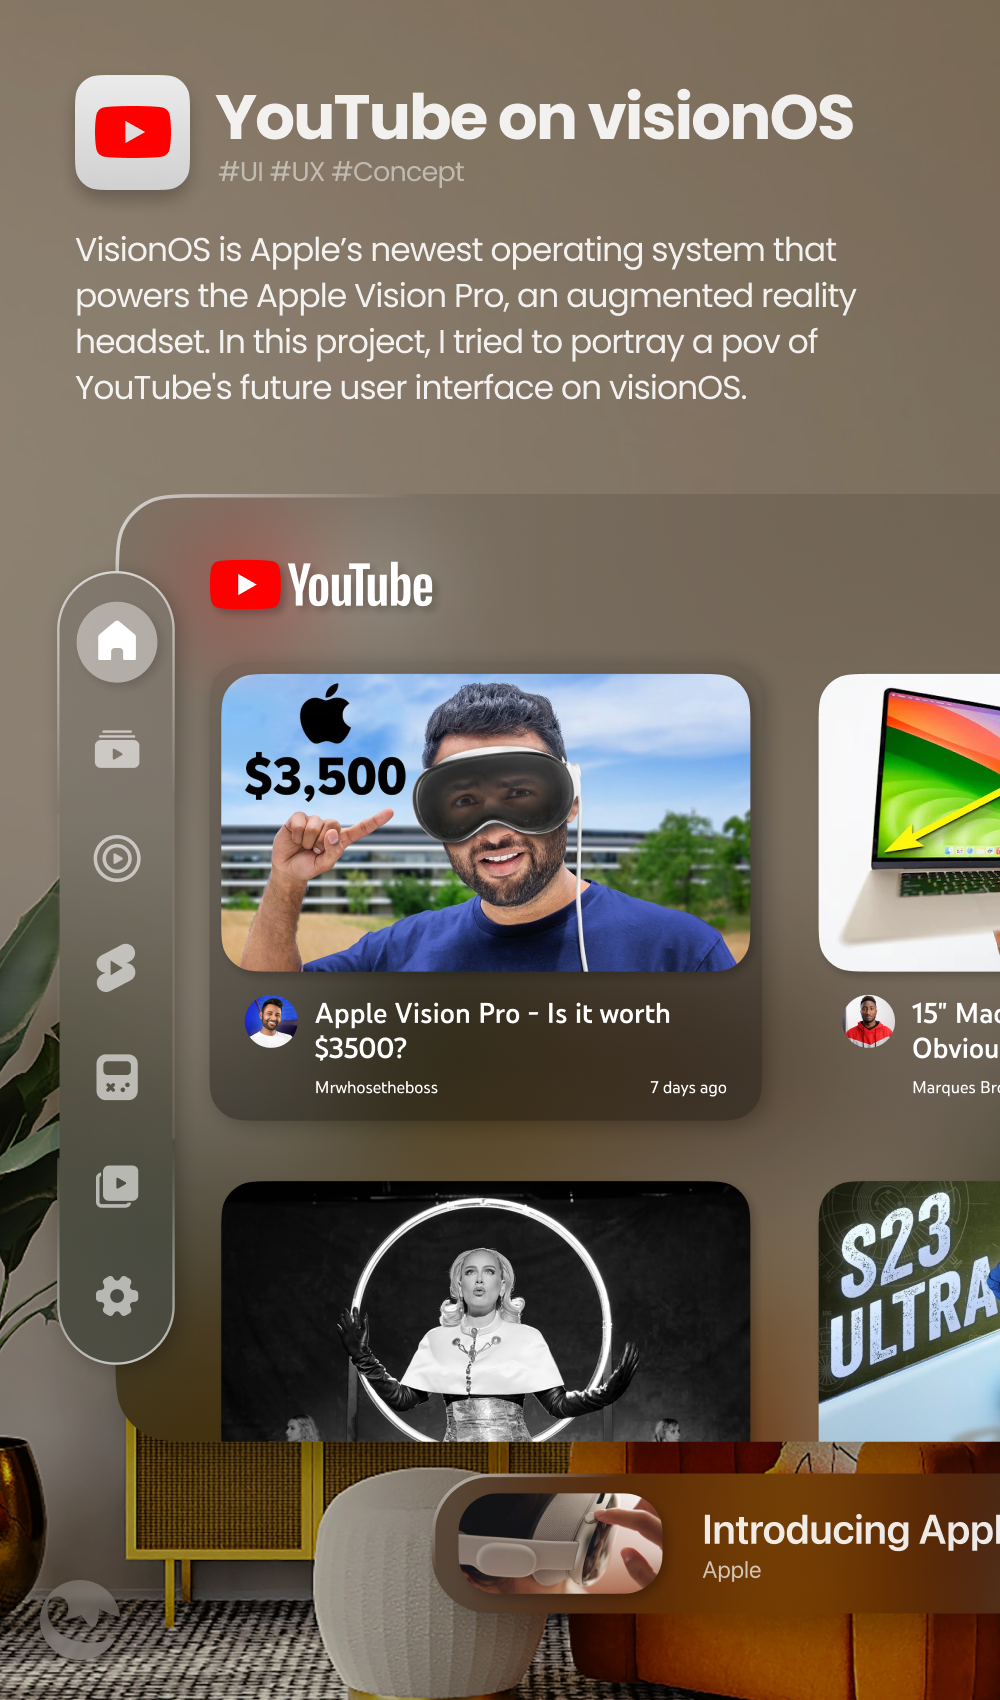 YouTube on visionOS
#UI #UX #Concept
VisionOS is Apple’s newest operating system that
powers the Apple Vision Pro, an augmented reality
headset. In this project, I tried to portray a pov of
YouTube's future user interface on visionOS.
YouTube
$3,500
Apple Vision Pro - Is it worth
$3500?
Mrwhosetheboss
7 days ago
15" Mac
Obviou
Marques Bro
S23
ULTRA
Introducing Appl
Apple